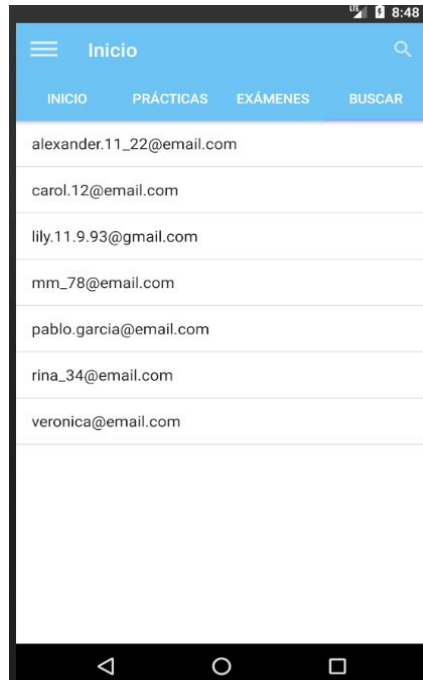 LTE 8:48
Inicio
INICIO PRÁCTICAS EXÁMENES BUSCAR
alexander.11_22@email.com
carol.12@email.com
lily.11.9.93@gmail.com
mm_78@email.com
pablo.garcia@email.com
rina_34@email.com
veronica@email.com